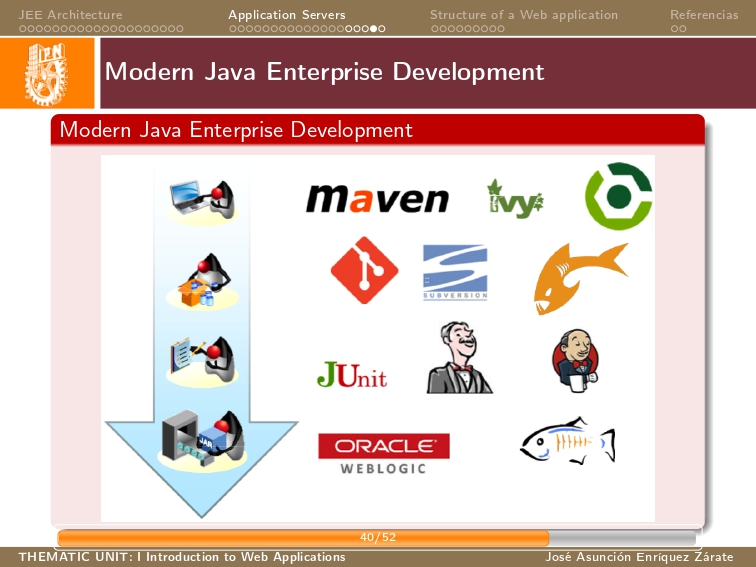 JEE Architecture
Application Servers
Structure of a Web application
Referencias
IPN
Modern Java Enterprise Development
Modern Java Enterprise Development
maven
ivy
SUBVERSION
JUnit
JAR
ORACLE
WEBLOGIC
40/52
THEMATIC UNIT: I Introduction to Web Applications
José Asunción Enríquez Zárate